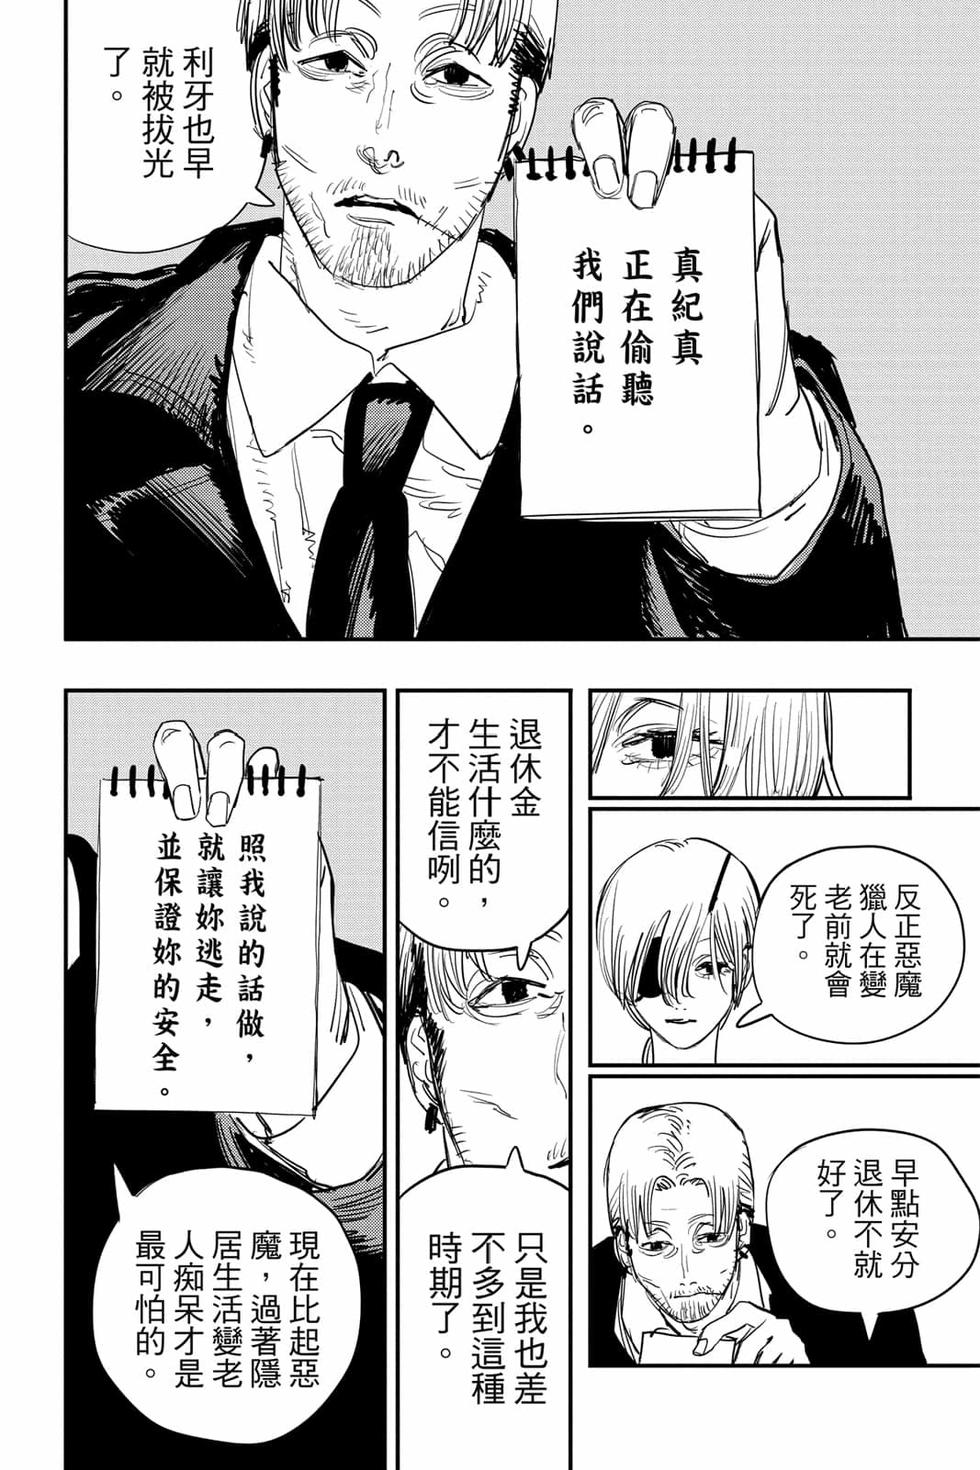 真紀真
正在偷聽
我們說話。
利牙也早
就被拔光
了。
反正惡魔
獵人在變
老前就會
死了。
早點安分
退休不就
好了。
退休金
生活什麼的，
才不能信咧。
只是我也差
不多到這種
時期了。
照我說的話做，
就讓妳逃走，
並保證妳的安全。
現在比起惡
魔，過著隱
居生活變老
人痴呆才是
最可怕的。